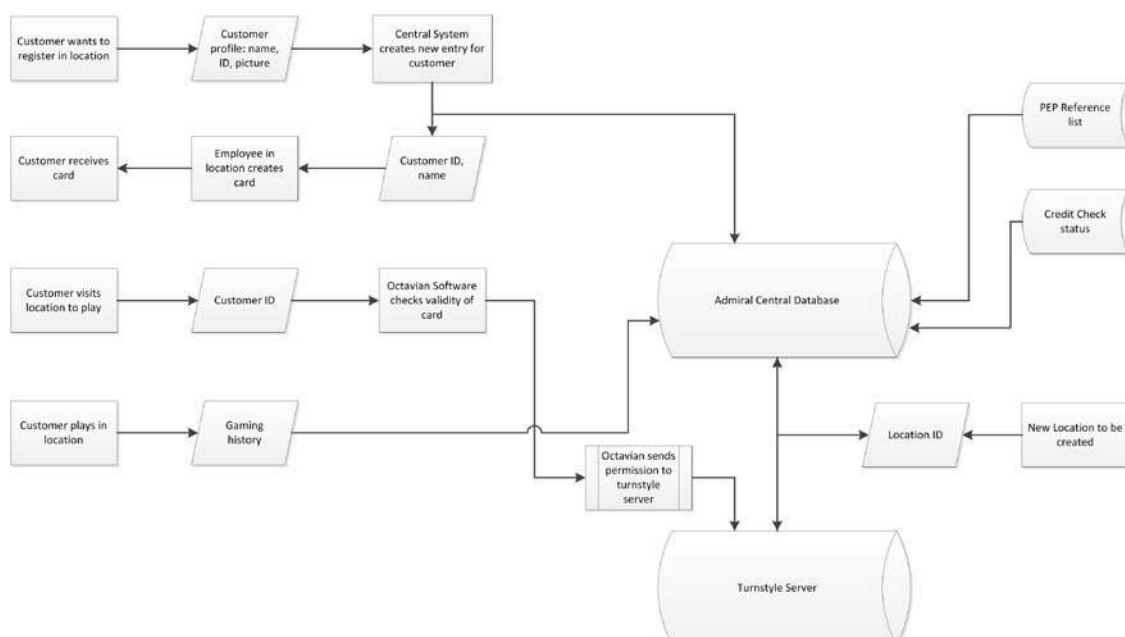 Customer wants to
register in location
Customer
profile: name,
ID, picture
Central System
creates new entry for
customer
PEP Reference
list
Customer receives
card
Employee in
location creates
card
Customer ID,
name
Credit Check
status
Customer visits
location to play
Customer ID
Octavian Software
checks validity of
card
Admiral Central Database
Customer plays in
location
Gaming
history
Location ID
New Location to be
created
Octavian sends
permission to
turnstyle
server
Turnstyle Server